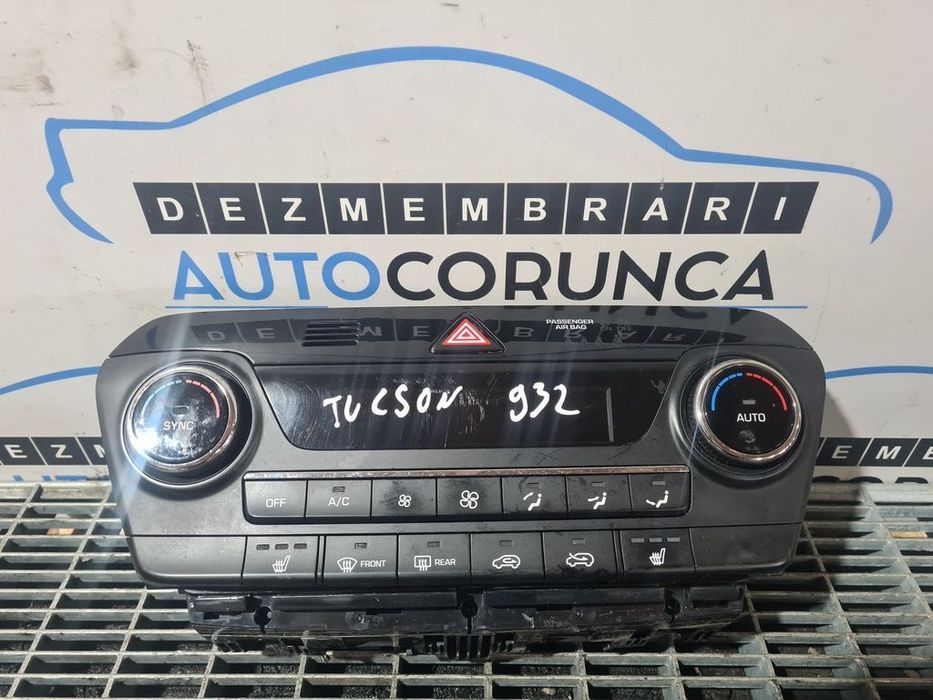 DEZMEMBRARI
AUTOCORUNCA
PASSENGER
AIR BAG
TUCSON 932
SYNC
AUTO
OFF A/C
FRONT REAR